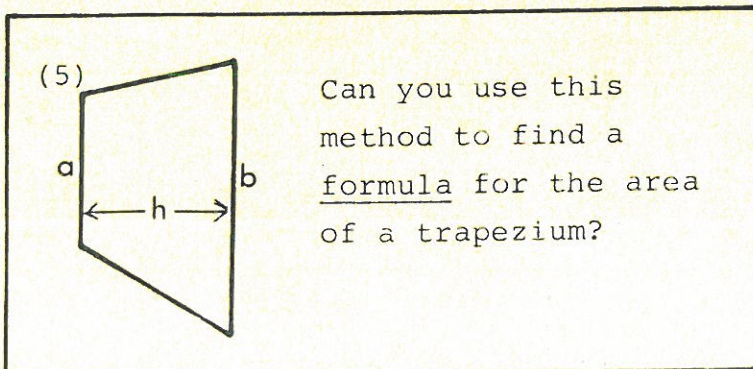 (5)
Can you use this
method to find a
formula for the area
of a trapezium?
a
b
h